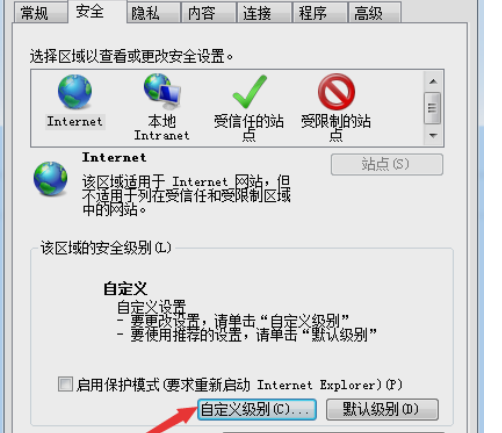 常规 安全 隐私 内容 连接 程序 高级
选择区域以查看或更改安全设置。
Internet 本地 Intranet 受信任的站点 受限制的站点
Internet
站点(S)
该区域适用于 Internet 网站，但
不适用于列在受信任和受限制区域
中的网站。
该区域的安全级别(L)
自定义
自定义设置
- 要更改设置，请单击“自定义级别”
- 要使用推荐的设置，请单击“默认级别”
启用保护模式(要求重新启动 Internet Explorer)(P)
自定义级别(C)... 默认级别(D)